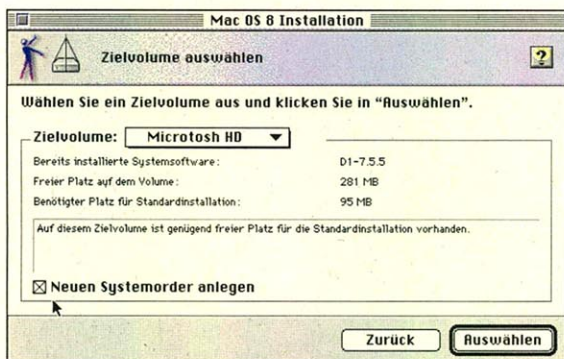 Mac OS 8 Installation
Zielvolume auswählen
?
Wählen Sie ein Zielvolume aus und klicken Sie in “Auswählen”.
Zielvolume: Microtosh HD
Bereits installierte Systemsoftware: D1-7.5.5
Freier Platz auf dem Volume: 281 MB
Benötigter Platz für Standardinstallation: 95 MB
Auf diesem Zielvolume ist genügend freier Platz für die Standardinstallation vorhanden.
Neuen Systemorder anlegen
Zurück Auswählen